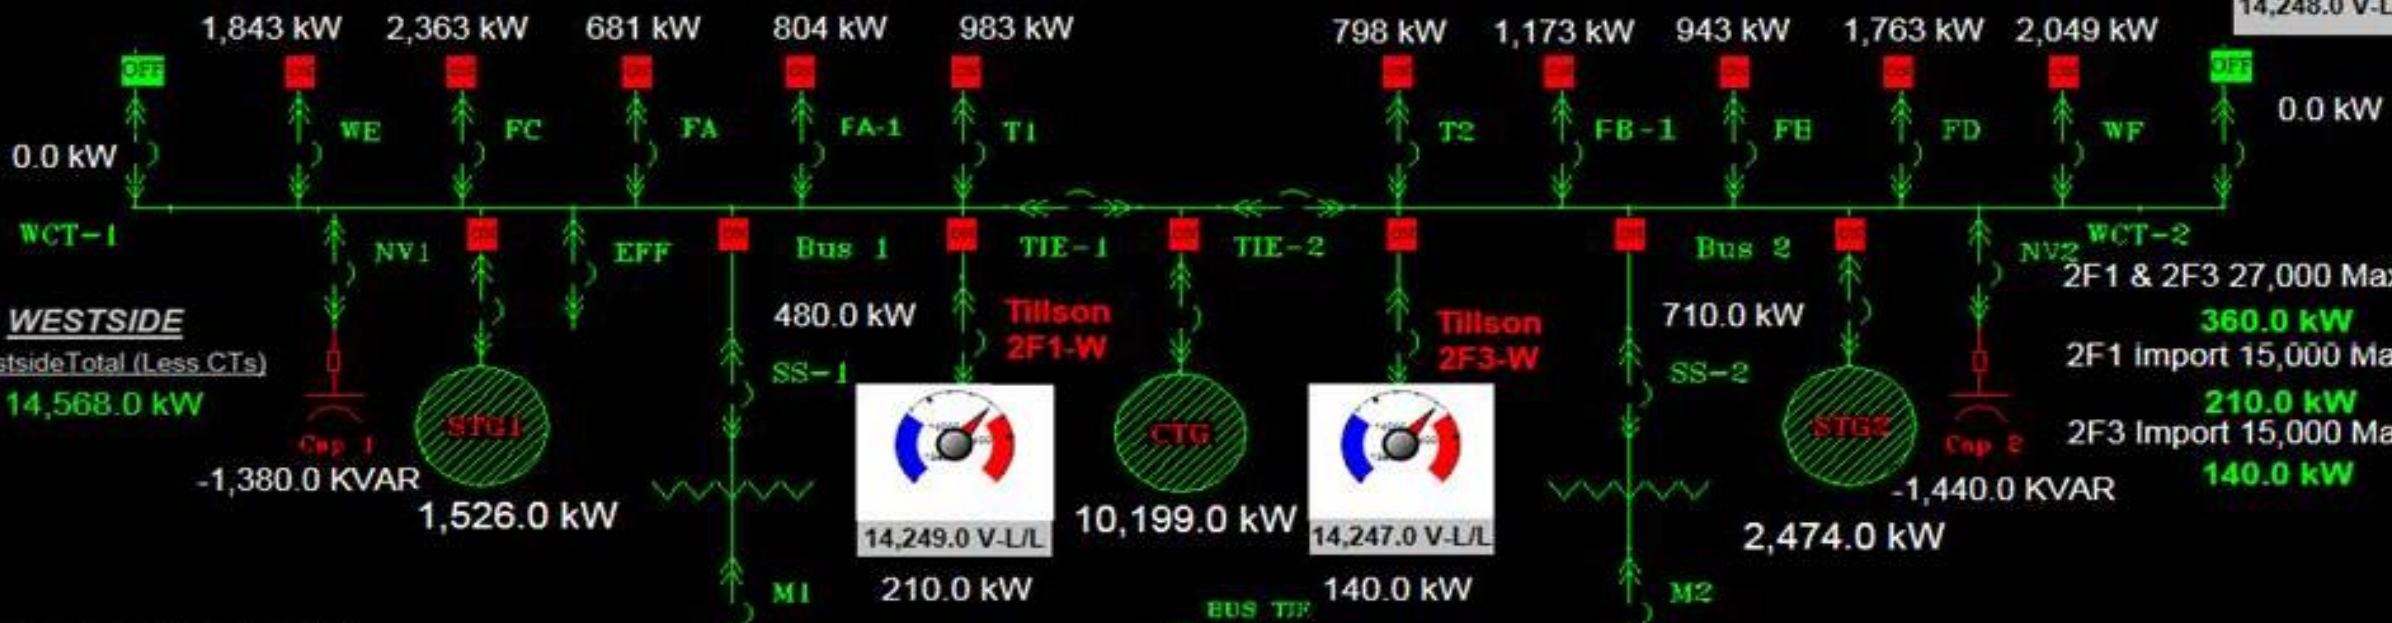 14,248.0 V-L
1,843 kW 2,363 kW 681 kW 804 kW 983 kW 798 kW 1,173 kW 943 kW 1,763 kW 2,049 kW
OFF OFF
0.0 kW
WE FC FA FA-1 T1 T2 FB-1 FB FD WF
0.0 kW
WCT-1 NV1 EFF Bus 1 TIE-1 TIE-2 Bus 2 NV2 WCT-2
2F1 & 2F3 27,000 Max
360.0 kW
WESTSIDE
stsideTotal (Less CTs)
14,568.0 kW
480.0 kW
Tillson
2F1-W
Tillson
2F3-W
710.0 kW
2F1 Import 15,000 Ma
210.0 kW
2F3 Import 15,000 Ma
140.0 kW
SS-1 SS-2
Cap 1 STG1 CTG STG2 Cap 2
-1,380.0 KVAR
1,526.0 kW
14,249.0 V-L/L
10,199.0 kW
14,247.0 V-L/L
-1,440.0 KVAR
2,474.0 kW
M1 210.0 kW BUS TIE 140.0 kW M2